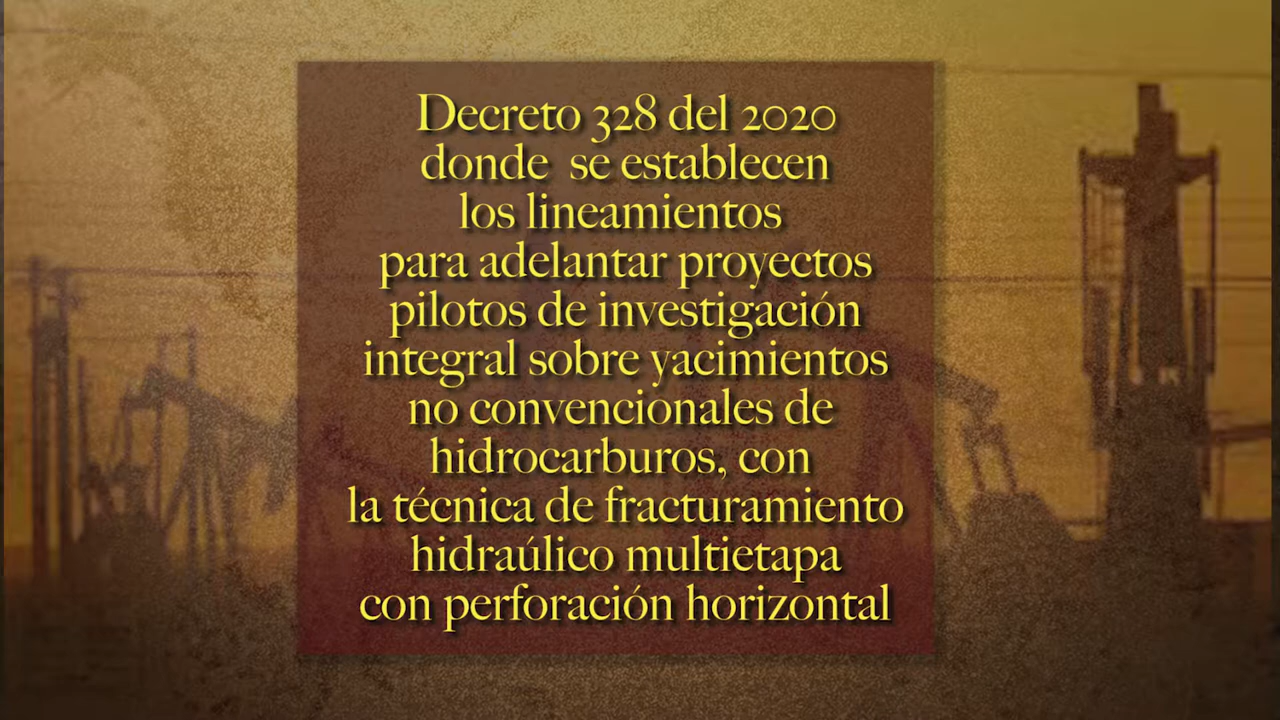 Decreto 328 del 2020
donde  se establecen
los lineamientos
para adelantar proyectos
pilotos de investigación
integral sobre yacimientos
no convencionales de
hidrocarburos, con
la técnica de fracturamiento
hidraúlico multietapa
con perforación horizontal